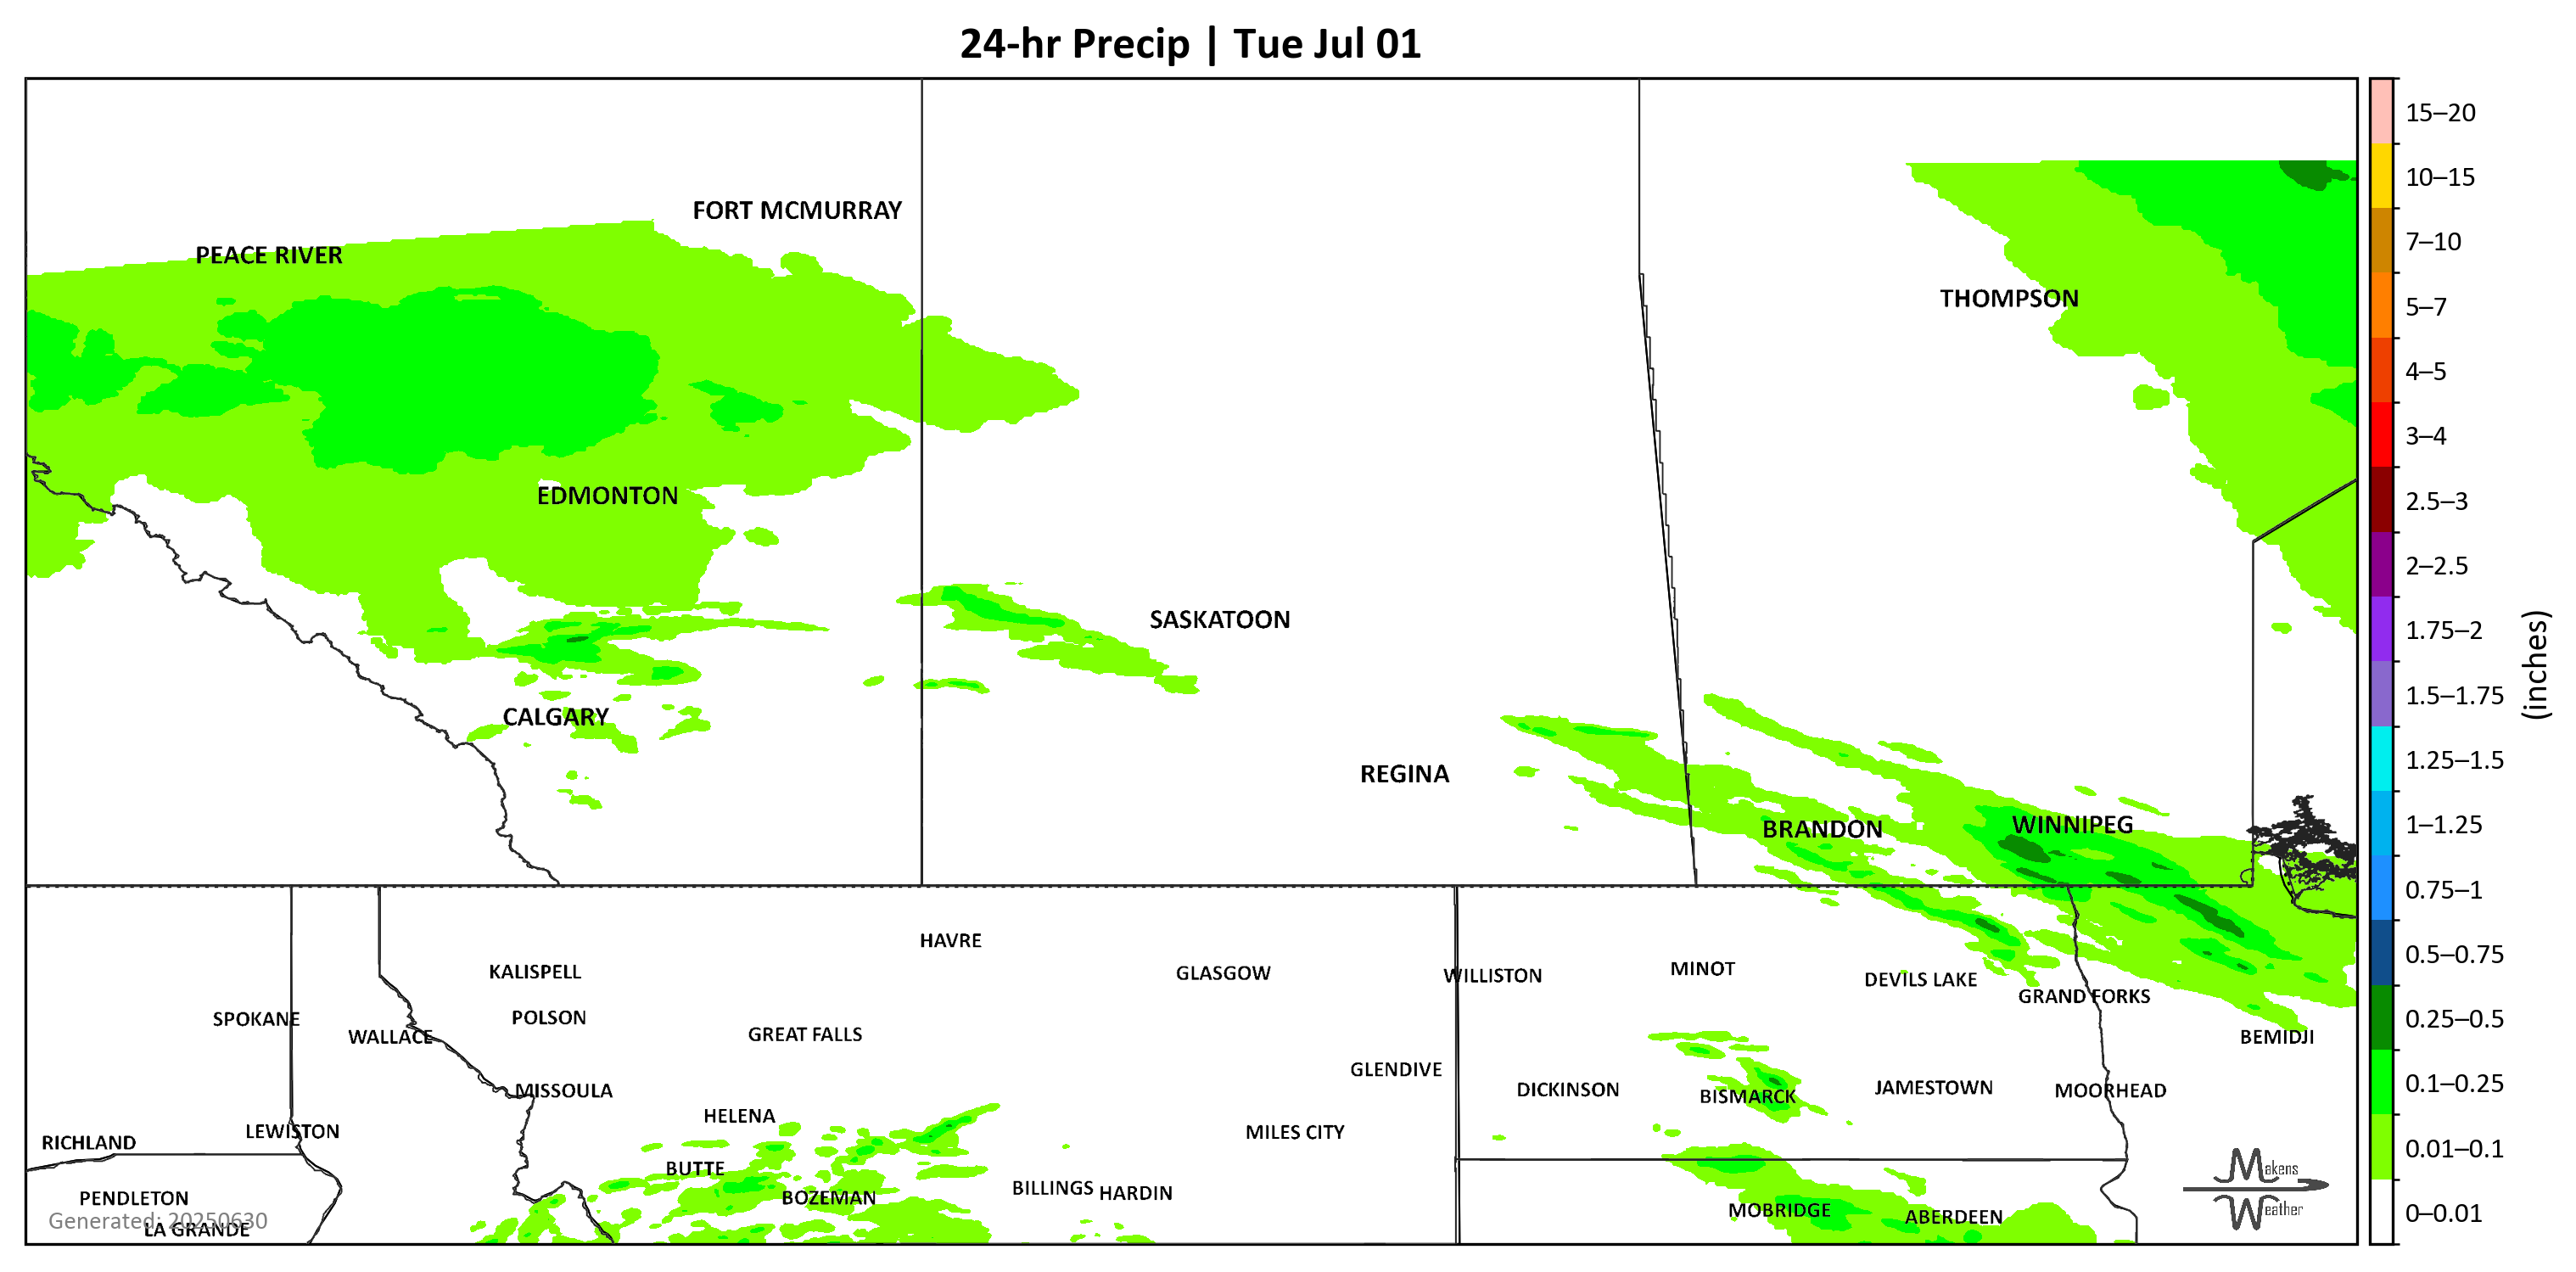 24-hr Precip | Tue Jul 01
FORT MCMURRAY
PEACE RIVER
THOMPSON
EDMONTON
SASKATOON
CALGARY
REGINA
BRANDON
WINNIPEG
HAVRE
KALISPELL
GLASGOW
WILLISTON
MINOT
DEVILS LAKE
GRAND FORKS
SPOKANE
POLSON
WALLACE
GREAT FALLS
BEMIDJI
GLENDIVE
MISSOULA
DICKINSON
BISMARCK
JAMESTOWN
MOORHEAD
HELENA
LEWISTON
RICHLAND
MILES CITY
BUTTE
BILLINGS
HARDIN
PENDLETON
BOZEMAN
MOBRIDGE
ABERDEEN
Generated: 20250630
LA GRANDE
Makens
Weather
15–20
10–15
7–10
5–7
4–5
3–4
2.5–3
2–2.5
1.75–2
1.5–1.75
1.25–1.5
1–1.25
0.75–1
0.5–0.75
0.25–0.5
0.1–0.25
0.01–0.1
0–0.01
(inches)